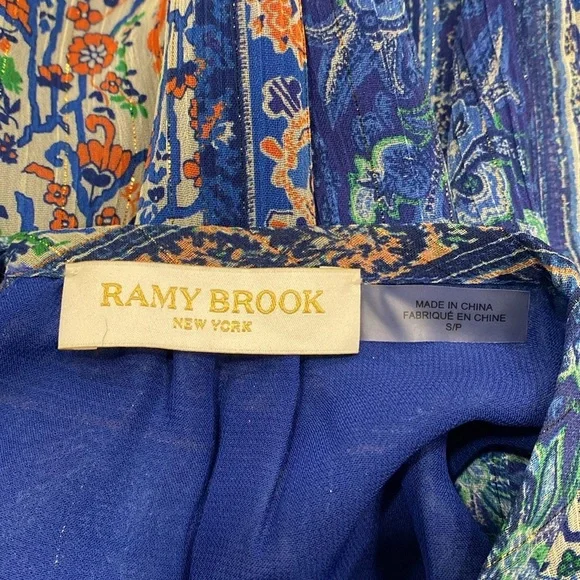 RAMY BROOK
NEW YORK
MADE IN CHINA
FABRIQUÉ EN CHINE
S/P